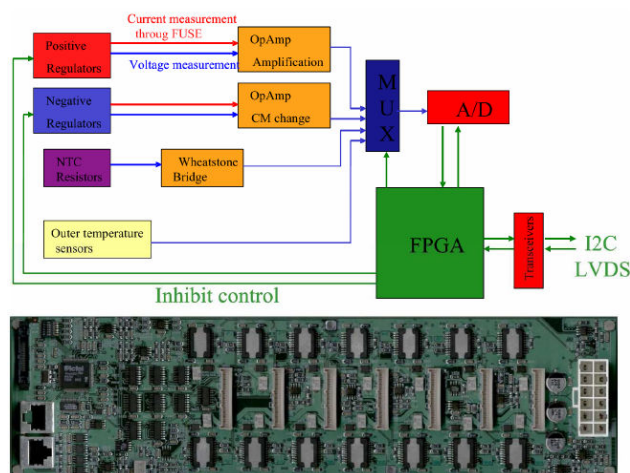 Current measurement
throug FUSE
Positive
Regulators
Voltage measurement
OpAmp
Amplification
Negative
Regulators
OpAmp
CM change
M
U
X
A/D
NTC
Resistors
Wheatstone
Bridge
Outer temperature
sensors
FPGA
Transceivers
I2C
LVDS
Inhibit control
Actel